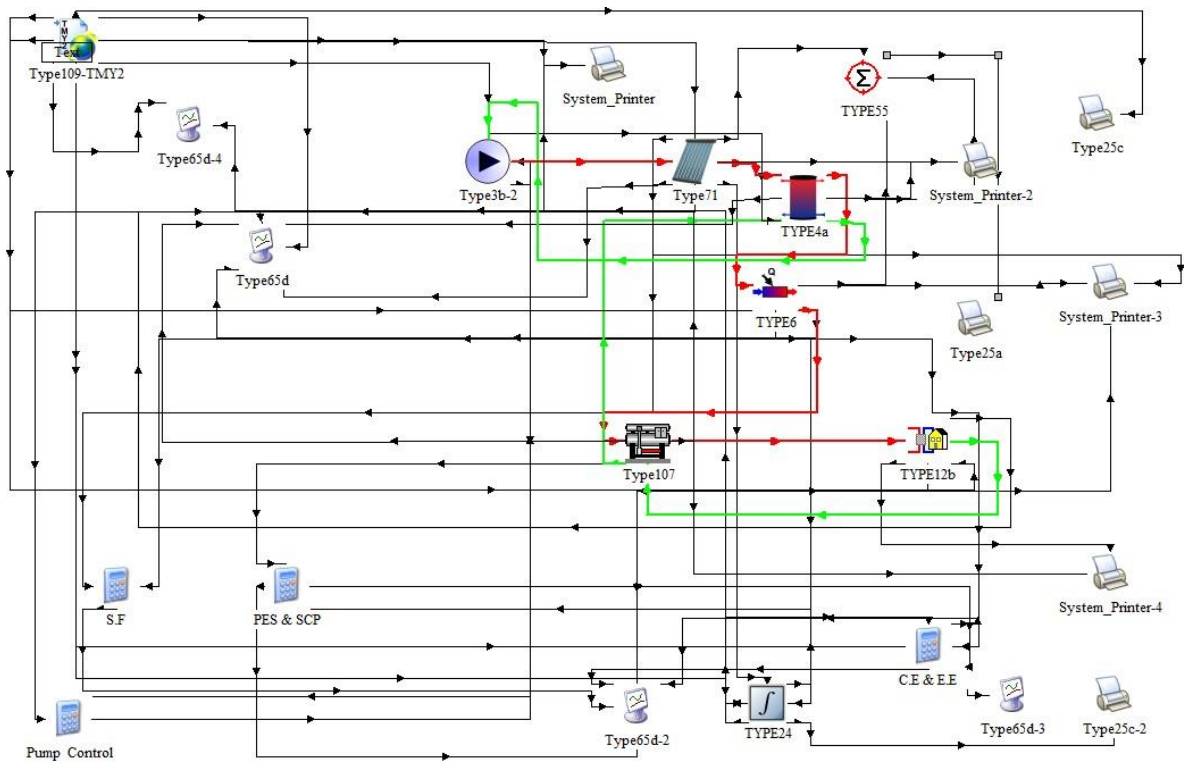 Text
Type109-TMY2
System_Printer
TYPE55
Type25c
Type65d-4
Type3b-2
Type71
System_Printer-2
TYPE4a
Type65d
TYPE6
System_Printer-3
Type25a
Type107
TYPE12b
S.F
PES & SCP
System_Printer-4
C.E & E.E
Pump Control
Type65d-2
TYPE24
Type65d-3
Type25c-2